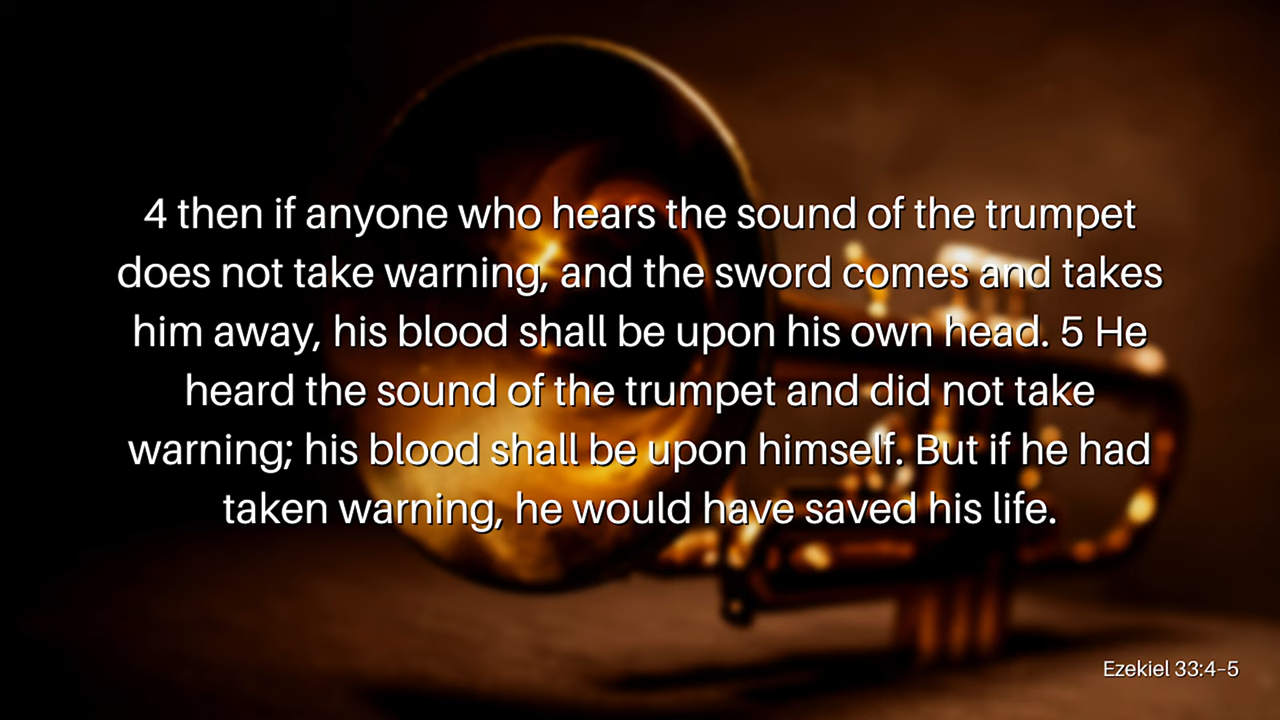 4 then if anyone who hears the sound of the trumpet
does not take warning, and the sword comes and takes
him away, his blood shall be upon his own head. 5 He
heard the sound of the trumpet and did not take
warning; his blood shall be upon himself. But if he had
taken warning, he would have saved his life.
Ezekiel 33:4–5